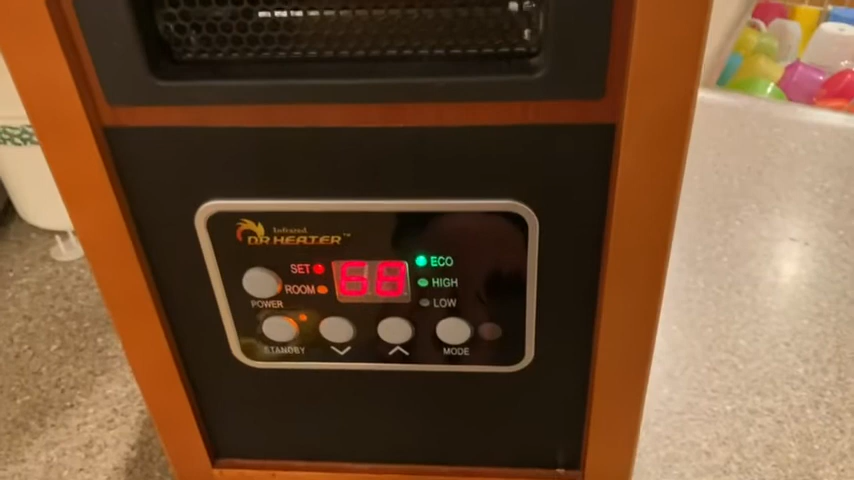 Infrared
DR HEATER™
SET 68 ECO
ROOM HIGH
POWER LOW
STANDBY MODE